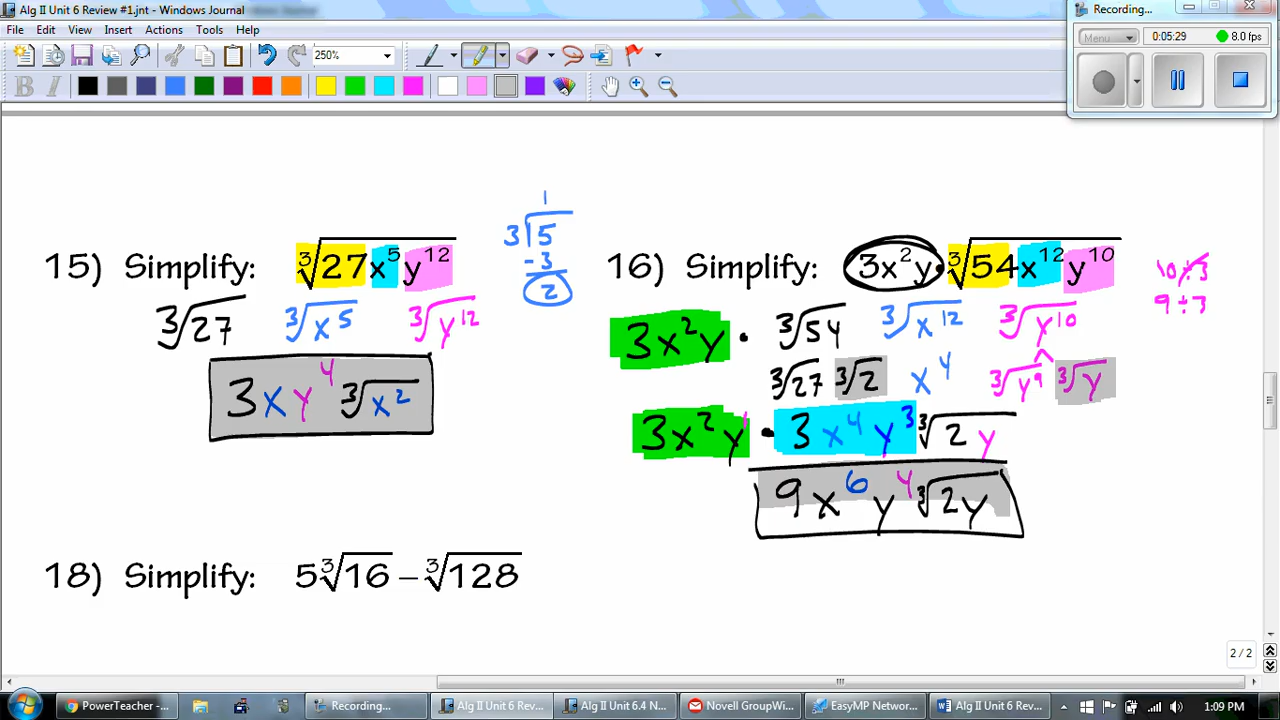 Alg II Unit 6 Review #1.jnt - Windows Journal
Recording...
File Edit View Insert Actions Tools Help
Menu
0:05:29
8.0 fps
250%
B I
1
3 5
-3
2
15) Simplify: ∛27x⁵y¹²
∛27 ∛x⁵ ∛y¹²
3xy⁴∛x²
16) Simplify: 3x²y·∛54x¹²y¹⁰
10÷3
9÷3
3x²y · ∛54 ∛x¹² ∛y¹⁰
∛27 ∛2 x⁴ ∛y⁹ ∛y
3x²y¹ · 3x⁴y³∛2y
9x⁶y⁴∛2y
18) Simplify: 5∛16 – ∛128
2 / 2
PowerTeacher -...
Recording...
Alg II Unit 6 Revie...
Alg II Unit 6.4 N...
Novell GroupWi...
EasyMP Networ...
Alg II Unit 6 Rev...
1:09 PM